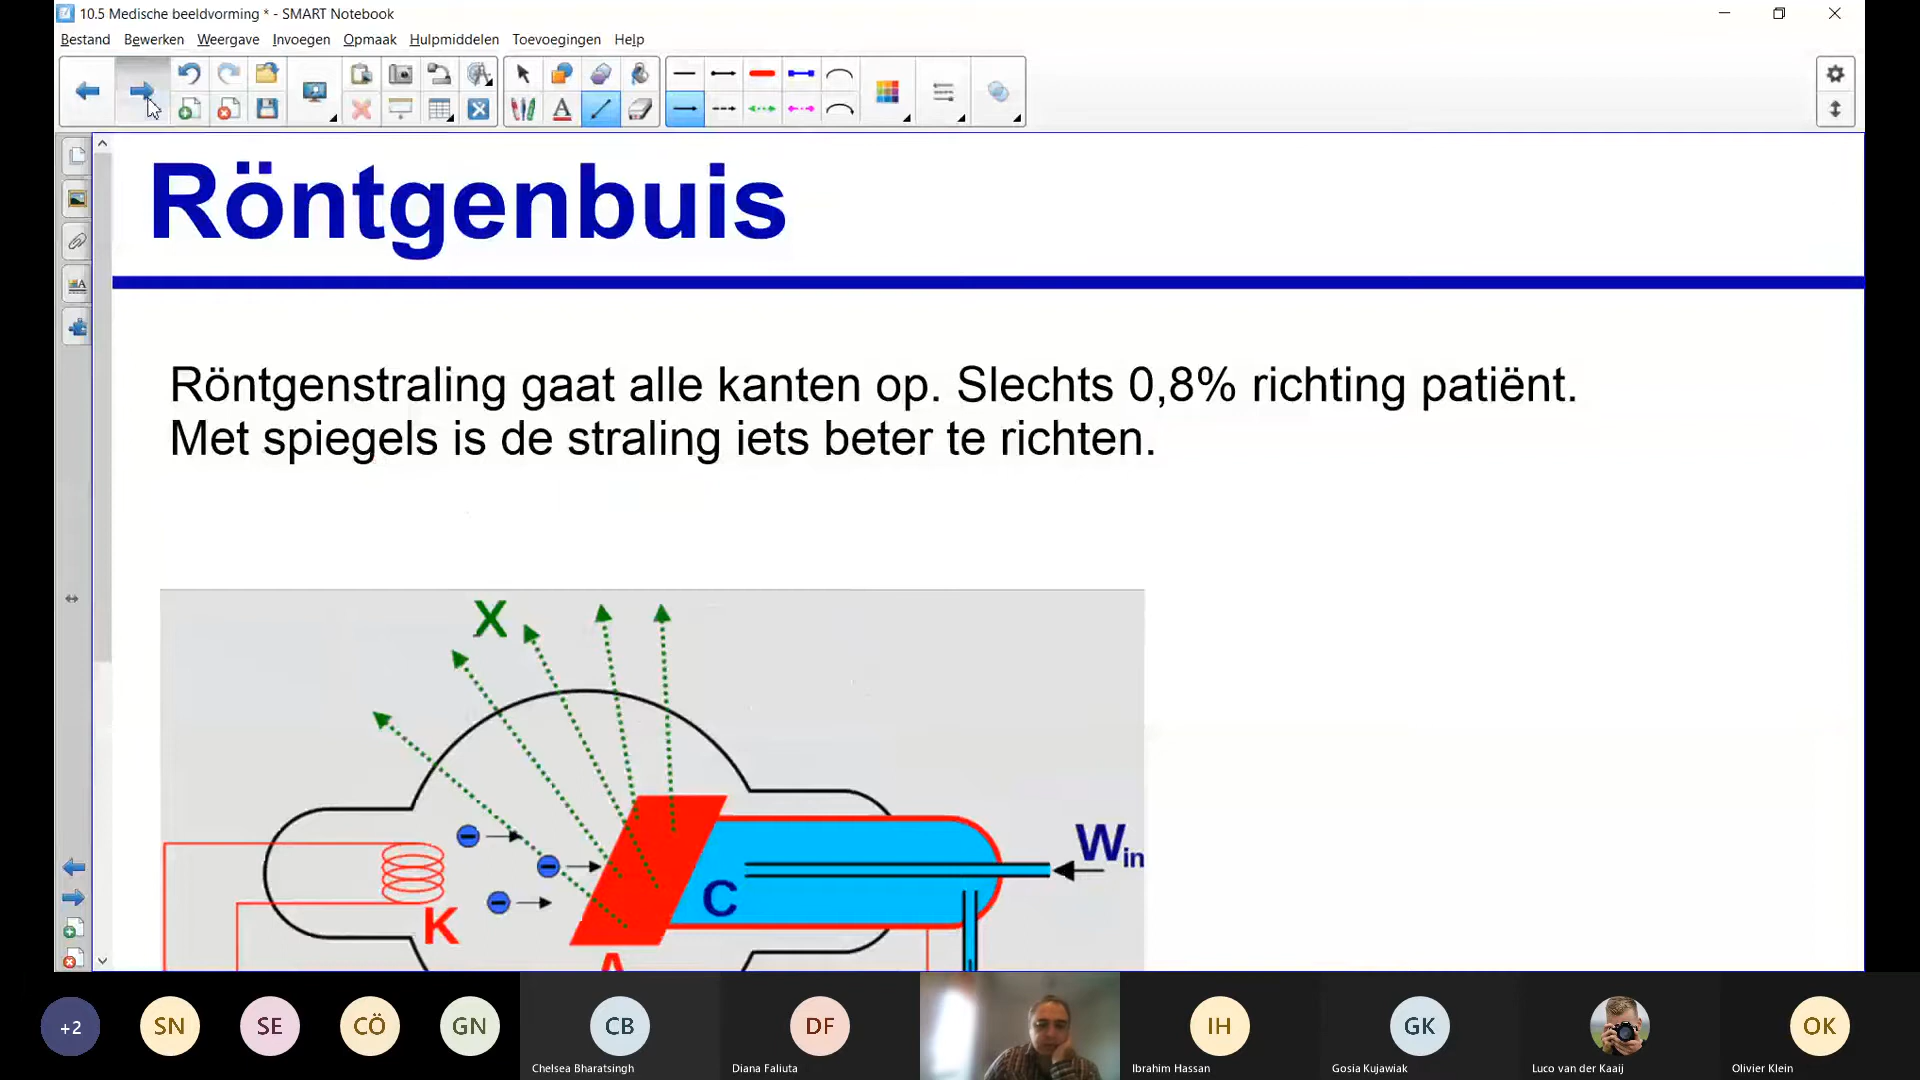 10.5 Medische beeldvorming * - SMART Notebook
Bestand Bewerken Weergave Invoegen Opmaak Hulpmiddelen Toevoegingen Help
Röntgenbuis
Röntgenstraling gaat alle kanten op. Slechts 0,8% richting patiënt.
Met spiegels is de straling iets beter te richten.
X
Win
C
K
A
+2
SN
SE
CÖ
GN
CB
DF
IH
GK
OK
Chelsea Bharatsingh
Diana Faliuta
Ibrahim Hassan
Gosia Kujawiak
Luco van der Kaaij
Olivier Klein